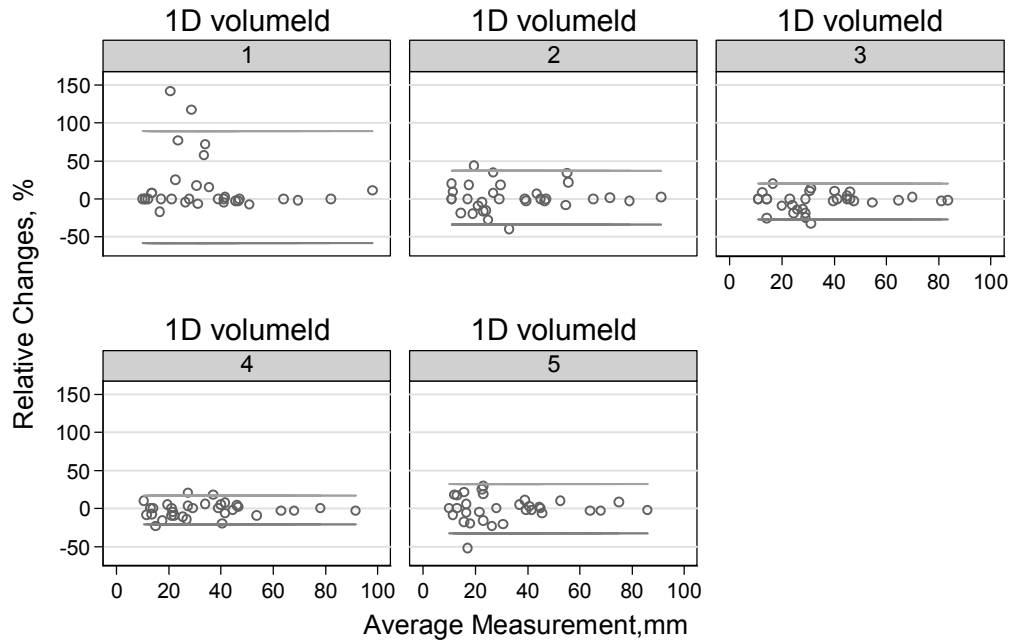 1D volumeId 1D volumeId 1D volumeId
1 2 3
150
100
50
0
-50
0 20 40 60 80 100
1D volumeId 1D volumeId
4 5
150
100
50
0
-50
0 20 40 60 80 100 0 20 40 60 80 100
Relative Changes, %
Average Measurement,mm